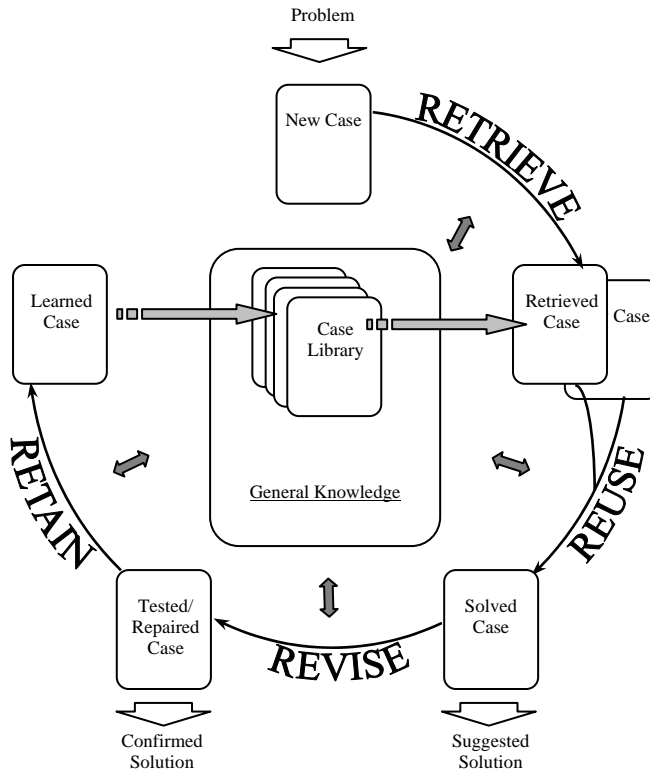 Problem
New Case
RETRIEVE
Learned
Case
Case
Library
Retrieved
Case
Case
General Knowledge
RETAIN
REUSE
Tested/
Repaired
Case
REVISE
Solved
Case
Confirmed
Solution
Suggested
Solution